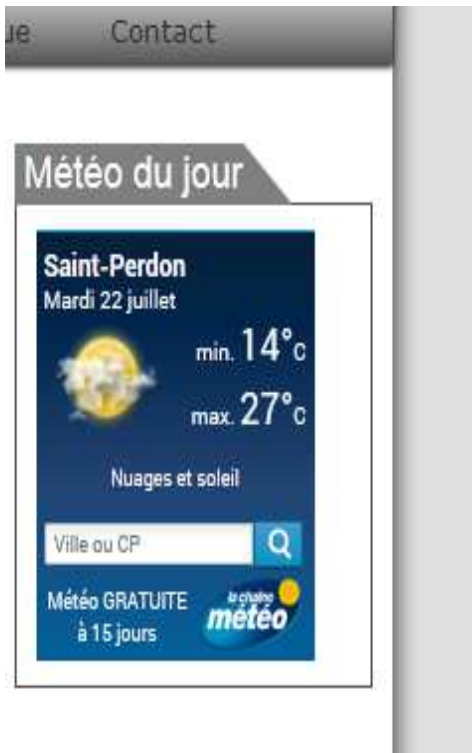 Contact
Météo du jour
Saint-Perdon
Mardi 22 juillet
min. 14°c
max. 27°c
Nuages et soleil
Ville ou CP
Météo GRATUITE
à 15 jours
la chaîne
météo